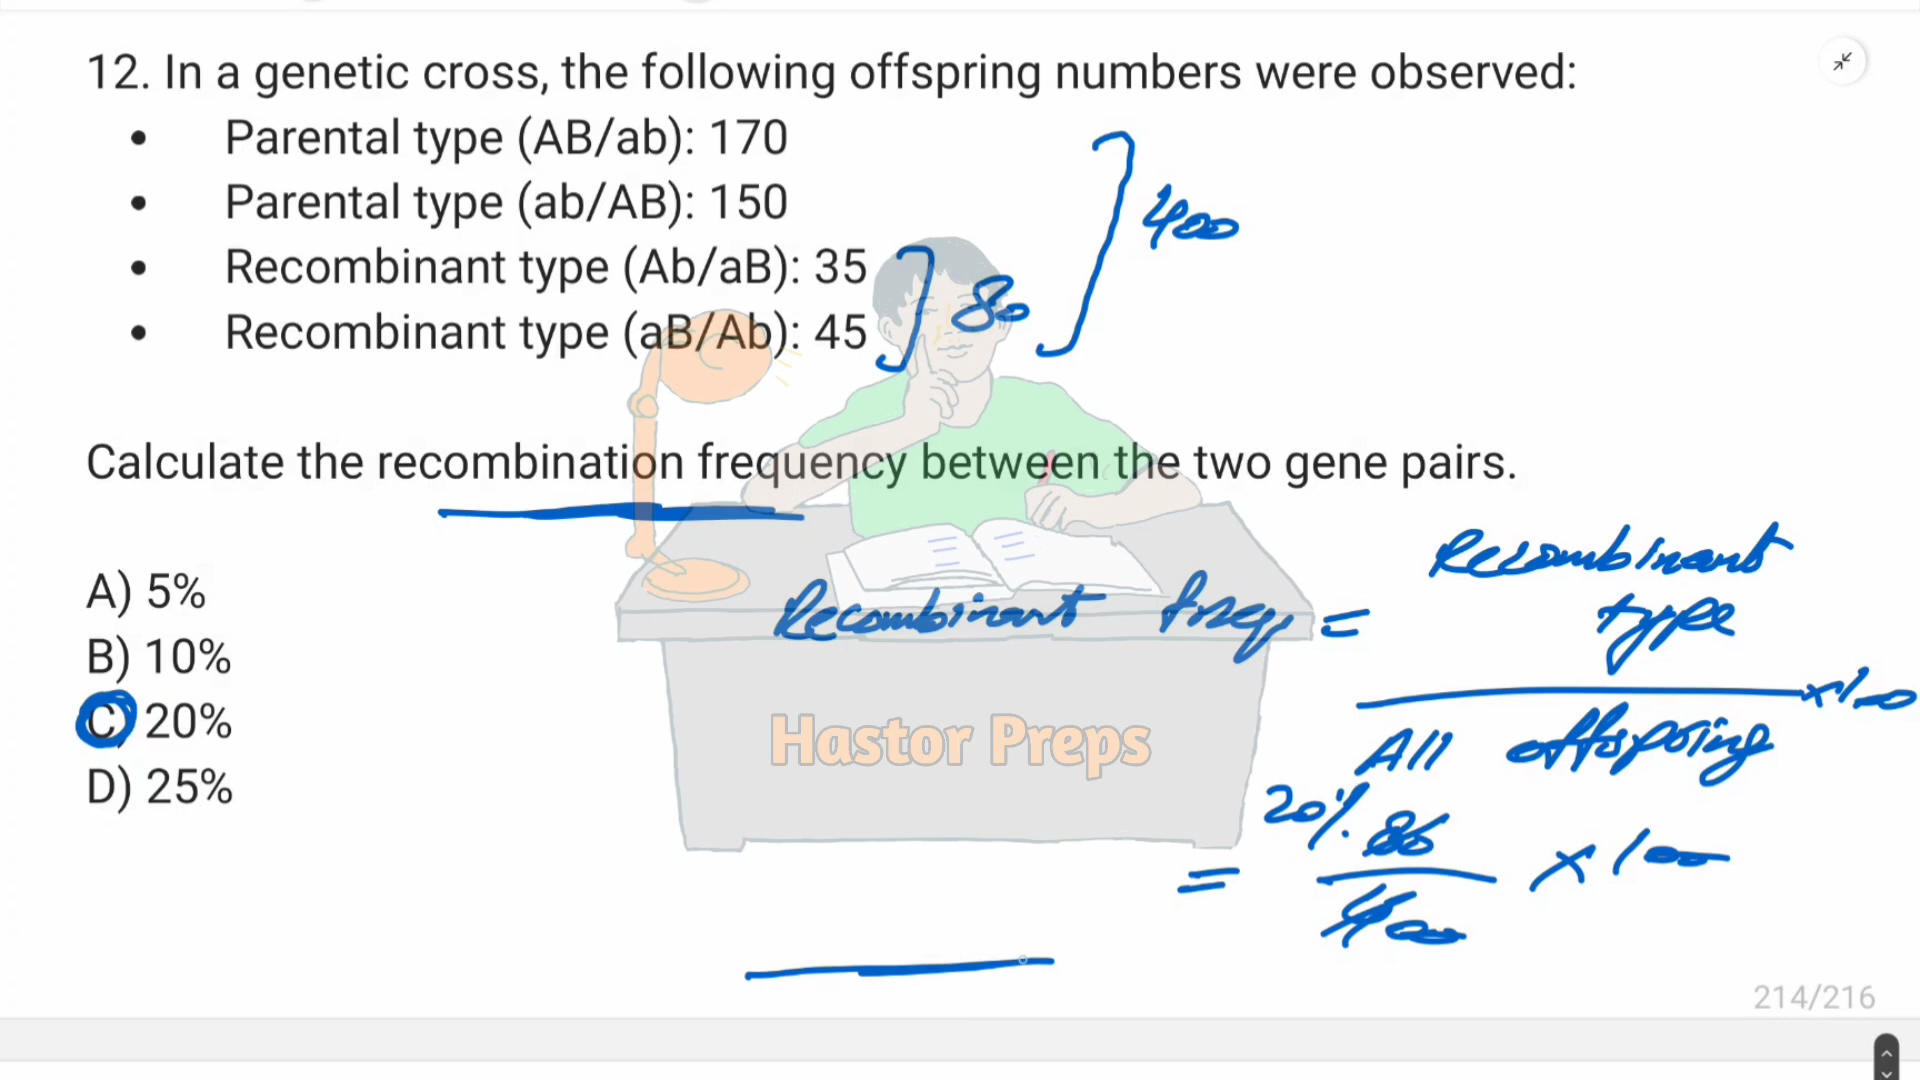 12. In a genetic cross, the following offspring numbers were observed:
• Parental type (AB/ab): 170
• Parental type (ab/AB): 150
• Recombinant type (Ab/aB): 35
• Recombinant type (aB/Ab): 45
80
400
Calculate the recombination frequency between the two gene pairs.
A) 5%
B) 10%
C) 20%
D) 25%
Recombinant freq =
Recombinant
type
x100
All offspring
Hastor Preps
20%
= 80 x 100
400
214/216